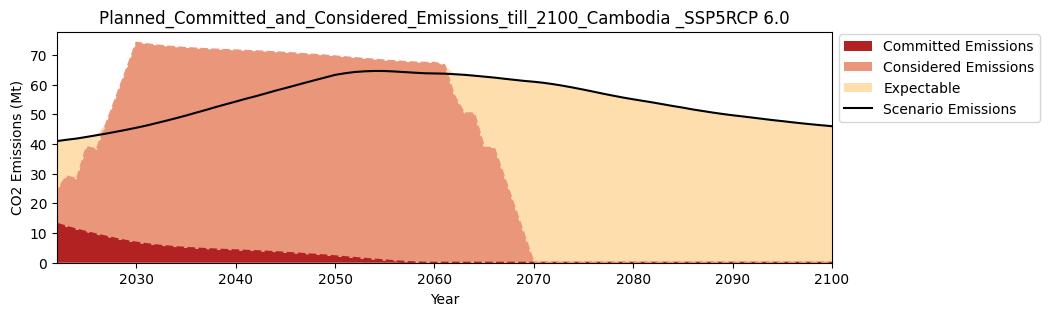 Planned_Committed_and_Considered_Emissions_till_2100_Cambodia _SSP5RCP 6.0
CO2 Emissions (Mt)
70
60
50
40
30
20
10
0
2030 2040 2050 2060 2070 2080 2090 2100
Year
Committed Emissions
Considered Emissions
Expectable
Scenario Emissions